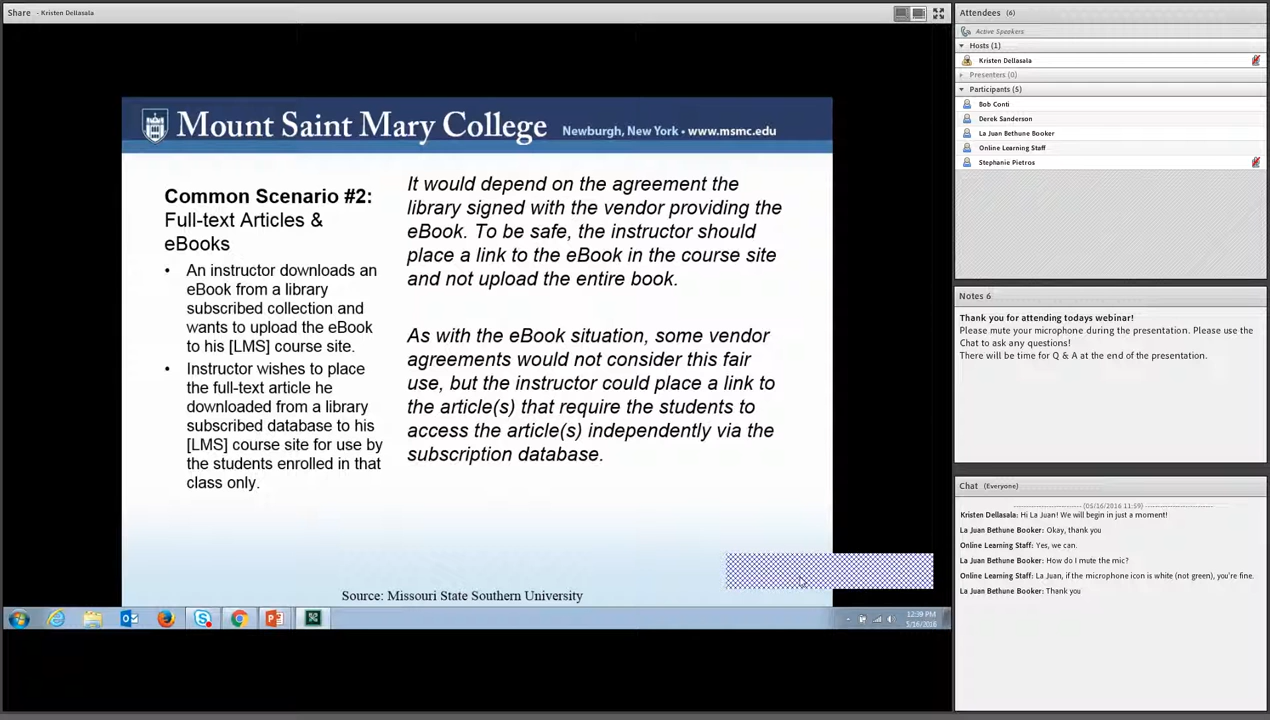 Share - Kristen Dellasala
Mount Saint Mary College Newburgh, New York • www.msmc.edu
Common Scenario #2:
Full-text Articles &
eBooks
• An instructor downloads an
eBook from a library
subscribed collection and
wants to upload the eBook
to his [LMS] course site.
• Instructor wishes to place
the full-text article he
downloaded from a library
subscribed database to his
[LMS] course site for use by
the students enrolled in that
class only.
It would depend on the agreement the
library signed with the vendor providing the
eBook. To be safe, the instructor should
place a link to the eBook in the course site
and not upload the entire book.
As with the eBook situation, some vendor
agreements would not consider this fair
use, but the instructor could place a link to
the article(s) that require the students to
access the article(s) independently via the
subscription database.
Source: Missouri State Southern University
12:39 PM
5/16/2016
Attendees (6)
Active Speakers
Hosts (1)
Kristen Dellasala
Presenters (0)
Participants (5)
Bob Conti
Derek Sanderson
La Juan Bethune Booker
Online Learning Staff
Stephanie Pietros
Notes 6
Thank you for attending todays webinar!
Please mute your microphone during the presentation. Please use the
Chat to ask any questions!
There will be time for Q & A at the end of the presentation.
Chat (Everyone)
(05/16/2016 11:59)
Kristen Dellasala: Hi La Juan! We will begin in just a moment!
La Juan Bethune Booker: Okay, thank you
Online Learning Staff: Yes, we can.
La Juan Bethune Booker: How do I mute the mic?
Online Learning Staff: La Juan, if the microphone icon is white (not green), you're fine.
La Juan Bethune Booker: Thank you